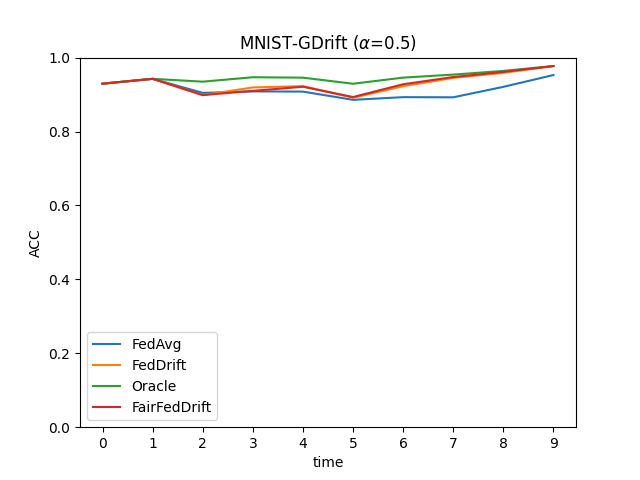 MNIST-GDrift (α=0.5)
1.0
0.8
0.6
0.4
0.2
0.0
ACC
FedAvg
FedDrift
Oracle
FairFedDrift
0 1 2 3 4 5 6 7 8 9
time